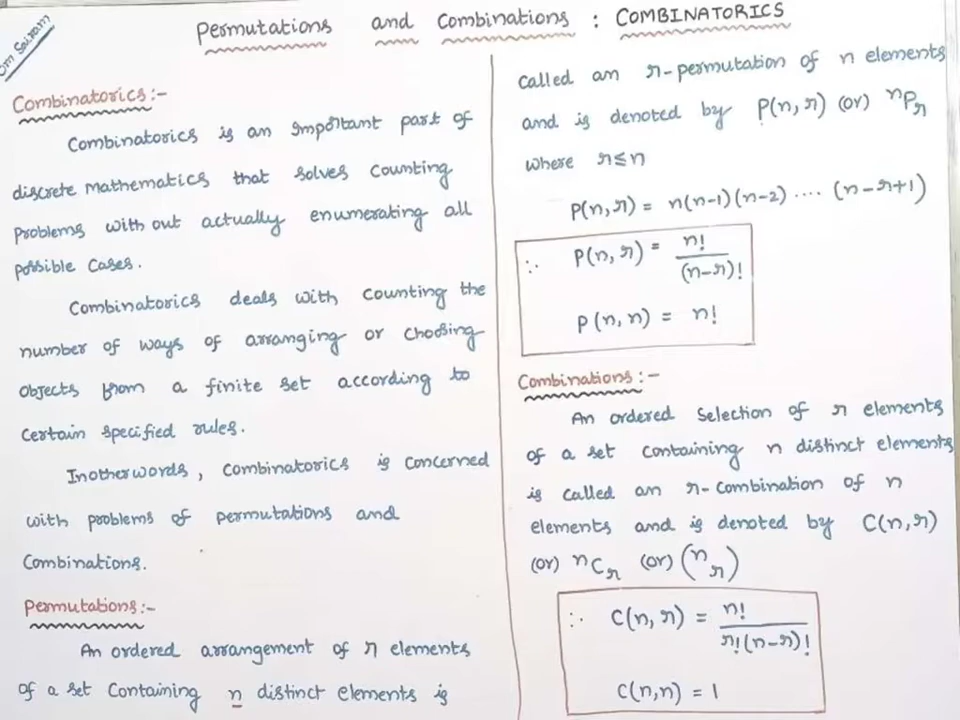 Om Sairam
Permutations and Combinations : COMBINATORICS
Combinatorics :-
Combinatorics is an important part of
discrete mathematics that solves counting
problems with out actually enumerating all
possible cases.
Combinatorics deals with counting the
number of ways of arranging or choosing
objects from a finite set according to
certain specified rules.
Inotherwords, combinatorics is concerned
with problems of permutations and
Combinations.
Permutations :-
An ordered arrangement of r elements
of a set containing n distinct elements is
called an r-permutation of n elements
and is denoted by P(n, r) (or) ⁿPᵣ
where r ≤ n
P(n, r) = n(n-1)(n-2) .... (n-r+1)
∴ P(n, r) = n! / (n-r)!
P(n, n) = n!
Combinations :-
An ordered selection of r elements
of a set containing n distinct elements
is called an r-combination of n
elements and is denoted by C(n, r)
(or) ⁿCᵣ (or) (n r)
∴ C(n, r) = n! / r!(n-r)!
C(n,n) = 1